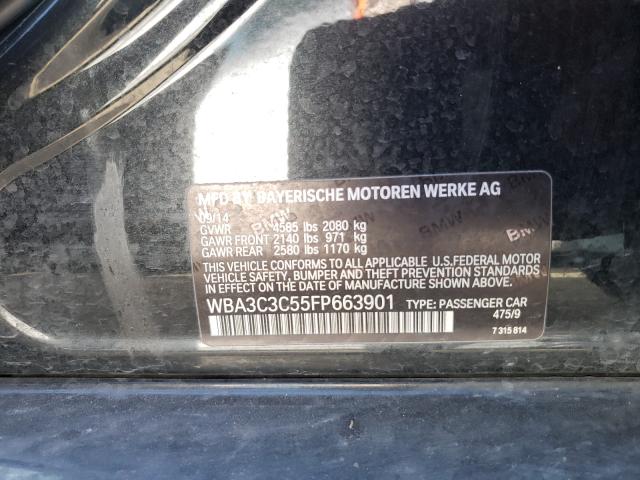 MFD BY BAYERISCHE MOTOREN WERKE AG
09/14
GVWR 4585 lbs 2080 kg
GAWR FRONT 2140 lbs 971 kg
GAWR REAR 2580 lbs 1170 kg
THIS VEHICLE CONFORMS TO ALL APPLICABLE U.S.FEDERAL MOTOR
VEHICLE SAFETY, BUMPER AND THEFT PREVENTION STANDARDS
IN EFFECT ON THE DATE OF MANUFACTURE SHOWN ABOVE.
WBA3C3C55FP663901 TYPE: PASSENGER CAR
475/9
7 315 814
BMW
BMW
BMW